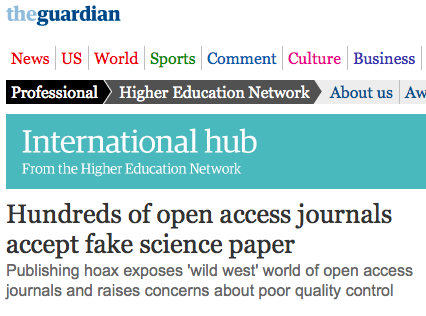 theguardian
News US World Sports Comment Culture Business
Professional Higher Education Network About us Aw
International hub
From the Higher Education Network
Hundreds of open access journals
accept fake science paper
Publishing hoax exposes 'wild west' world of open access
journals and raises concerns about poor quality control